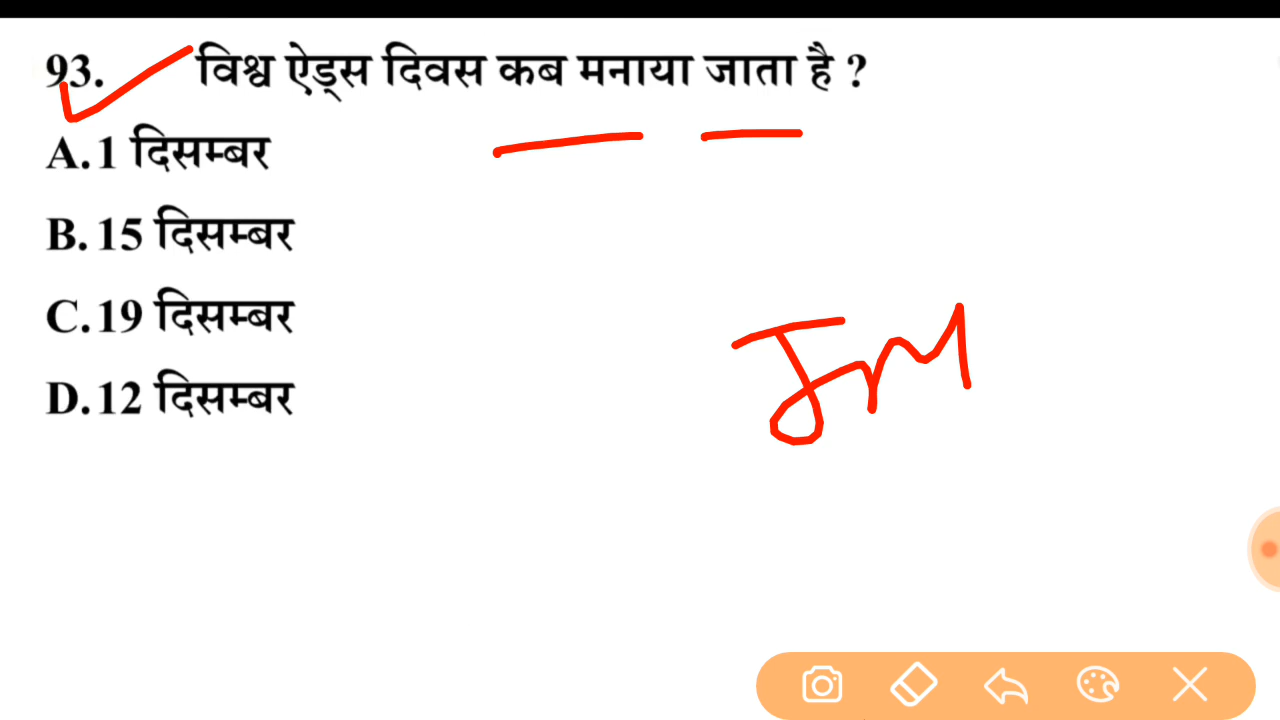 93. विश्व ऐड्स दिवस कब मनाया जाता है ?
A. 1 दिसम्बर
B. 15 दिसम्बर
C. 19 दिसम्बर
D. 12 दिसम्बर